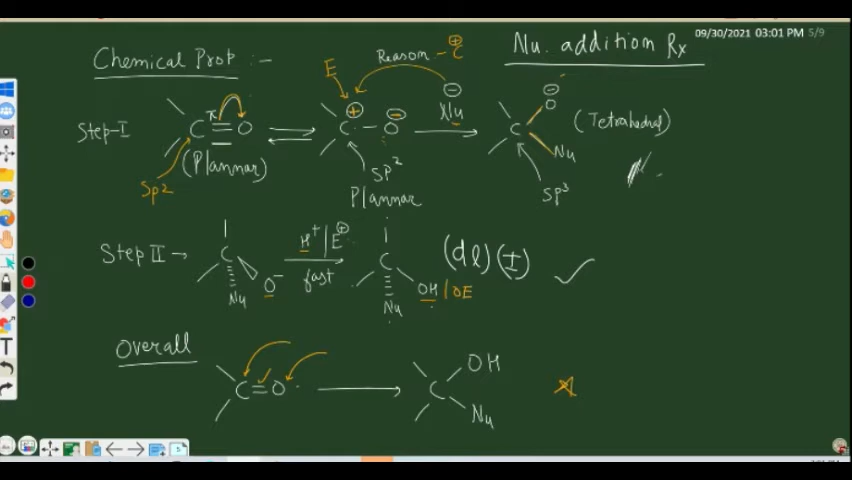 09/30/2021 03:01 PM 5/9
Chemical Prop :-
Nu. addition Rx
Reason - e
E
⊕
⊖
Step-I
C = O
π
⇌
C - O
⊕ ⊖
Nu
→
C
O
Nu
(Tetrahedral)
(Plannar)
Sp2
Sp²
Plannar
Sp³
Step II →
C
Nu
O⁻
H⁺/E⊕
fast
C
OH/OE
Nu
(dl) (±)
Overall
C = O
→
C
OH
Nu
T